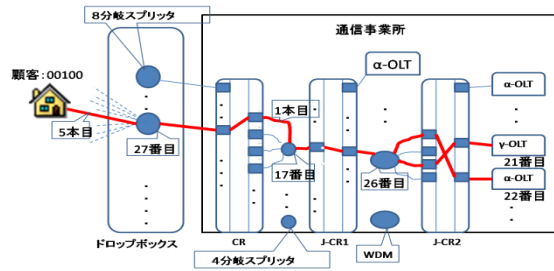 8分岐スプリッタ
通信事業所
顧客:00100
α-OLT
α-OLT
1本目
5本目
27番目
17番目
26番目
γ-OLT
21番目
α-OLT
22番目
ドロップボックス
CR
J-CR1
WDM
J-CR2
4分岐スプリッタ